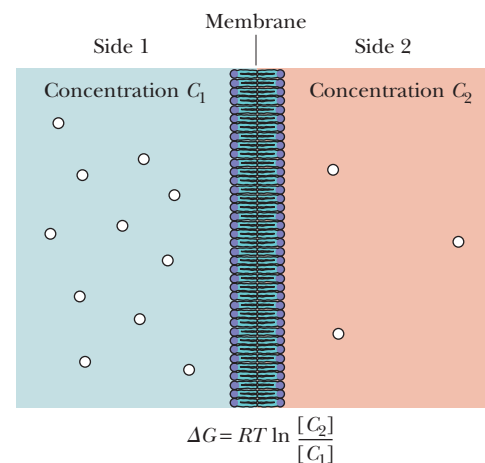 Membrane
Side 1 Side 2
Concentration C₁ Concentration C₂
ΔG = RT ln [C₂]/[C₁]